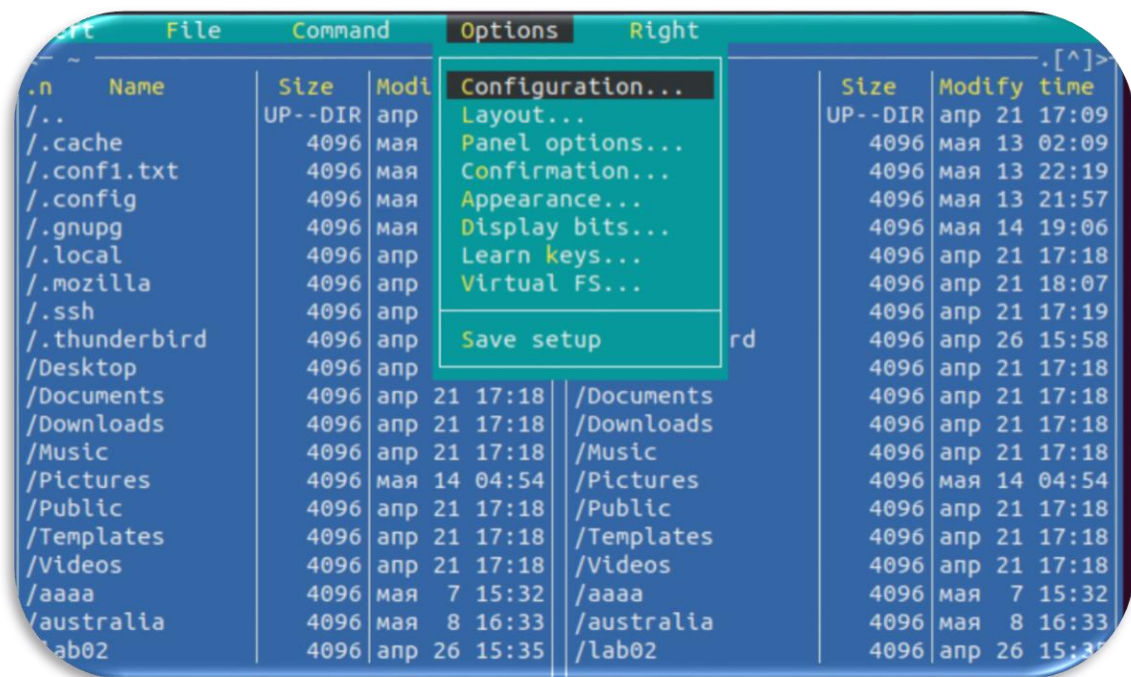 File Command Options Right
~ .[^]>
.n Name Size Modi Configuration... Size Modify time
/.. UP--DIR апр Layout... UP--DIR апр 21 17:09
/.cache 4096 мая Panel options... 4096 мая 13 02:09
/.conf1.txt 4096 мая Confirmation... 4096 мая 13 22:19
/.config 4096 мая Appearance... 4096 мая 13 21:57
/.gnupg 4096 мая Display bits... 4096 мая 14 19:06
/.local 4096 апр Learn keys... 4096 апр 21 17:18
/.mozilla 4096 апр Virtual FS... 4096 апр 21 18:07
/.ssh 4096 апр 4096 апр 21 17:19
/.thunderbird 4096 апр Save setup rd 4096 апр 26 15:58
/Desktop 4096 апр 4096 апр 21 17:18
/Documents 4096 апр 21 17:18 /Documents 4096 апр 21 17:18
/Downloads 4096 апр 21 17:18 /Downloads 4096 апр 21 17:18
/Music 4096 апр 21 17:18 /Music 4096 апр 21 17:18
/Pictures 4096 мая 14 04:54 /Pictures 4096 мая 14 04:54
/Public 4096 апр 21 17:18 /Public 4096 апр 21 17:18
/Templates 4096 апр 21 17:18 /Templates 4096 апр 21 17:18
/Videos 4096 апр 21 17:18 /Videos 4096 апр 21 17:18
/aaaa 4096 мая 7 15:32 /aaaa 4096 мая 7 15:32
/australia 4096 мая 8 16:33 /australia 4096 мая 8 16:33
lab02 4096 апр 26 15:35 /lab02 4096 апр 26